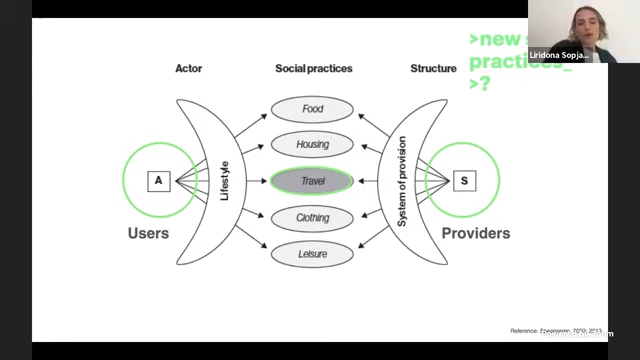 >new
practices_
>?
Liridona Sopja...
Actor
Social practices
Structure
Food
Housing
Travel
Clothing
Leisure
Lifestyle
System of provision
A
S
Users
Providers
Reference: